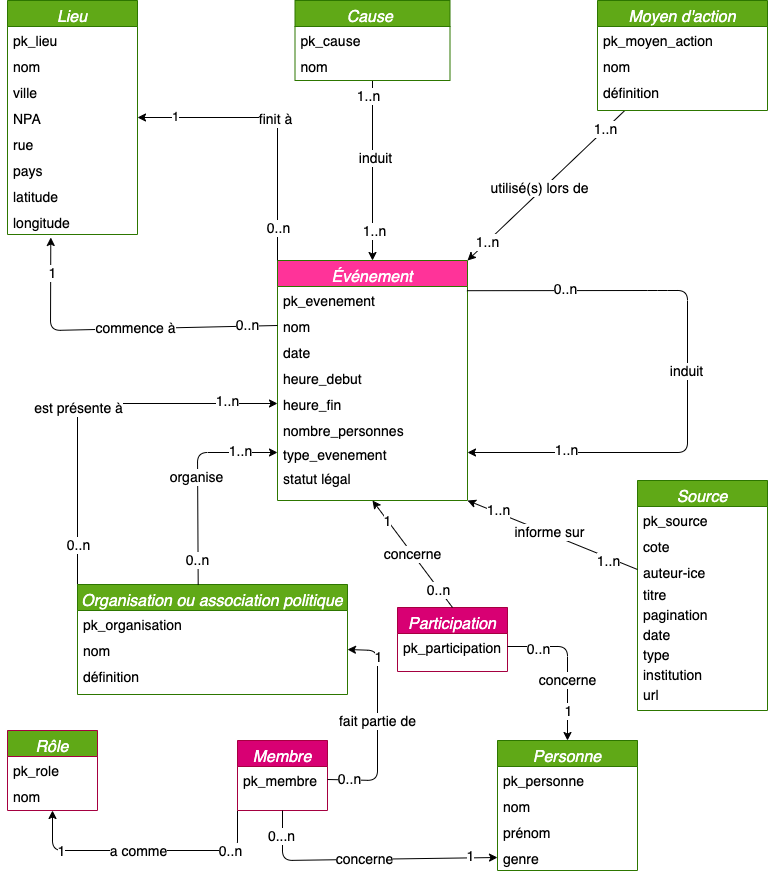 Lieu
pk_lieu
nom
ville
NPA
rue
pays
latitude
longitude
Cause
pk_cause
nom
Moyen d'action
pk_moyen_action
nom
définition
1
finit à
0..n
1..n
induit
1..n
1..n
utilisé(s) lors de
1..n
1
commence à
0..n
Événement
pk_evenement
nom
date
heure_debut
heure_fin
nombre_personnes
type_evenement
statut légal
0..n
induit
1..n
est présente à
1..n
0..n
1..n
organise
0..n
1
concerne
0..n
1..n
informe sur
1..n
Source
pk_source
cote
auteur-ice
titre
pagination
date
type
institution
url
Organisation ou association politique
pk_organisation
nom
définition
Participation
pk_participation
0..n
concerne
1
1
fait partie de
0..n
Rôle
pk_role
nom
Membre
pk_membre
Personne
pk_personne
nom
prénom
genre
1
a comme
0..n
0...n
concerne
1